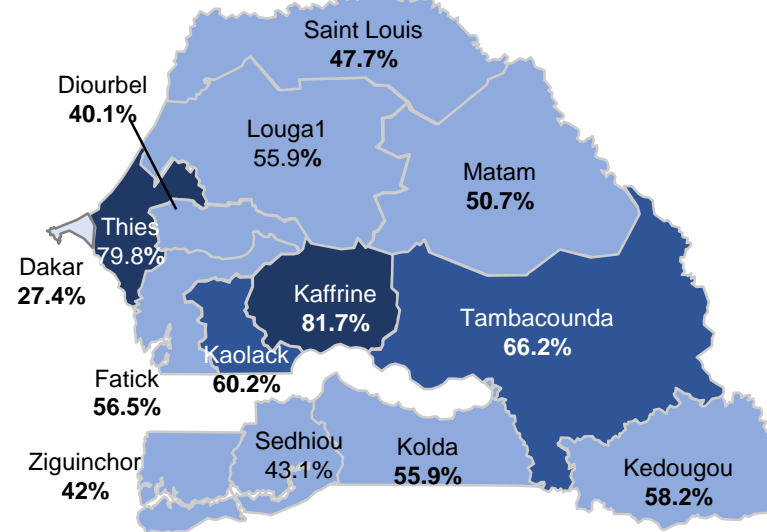 Saint Louis
47.7%
Diourbel
40.1%
Louga1
55.9%
Matam
50.7%
Thies
79.8%
Dakar
27.4%
Kaffrine
81.7%
Tambacounda
66.2%
Kaolack
60.2%
Fatick
56.5%
Sedhiou
43.1%
Kolda
55.9%
Ziguinchor
42%
Kedougou
58.2%